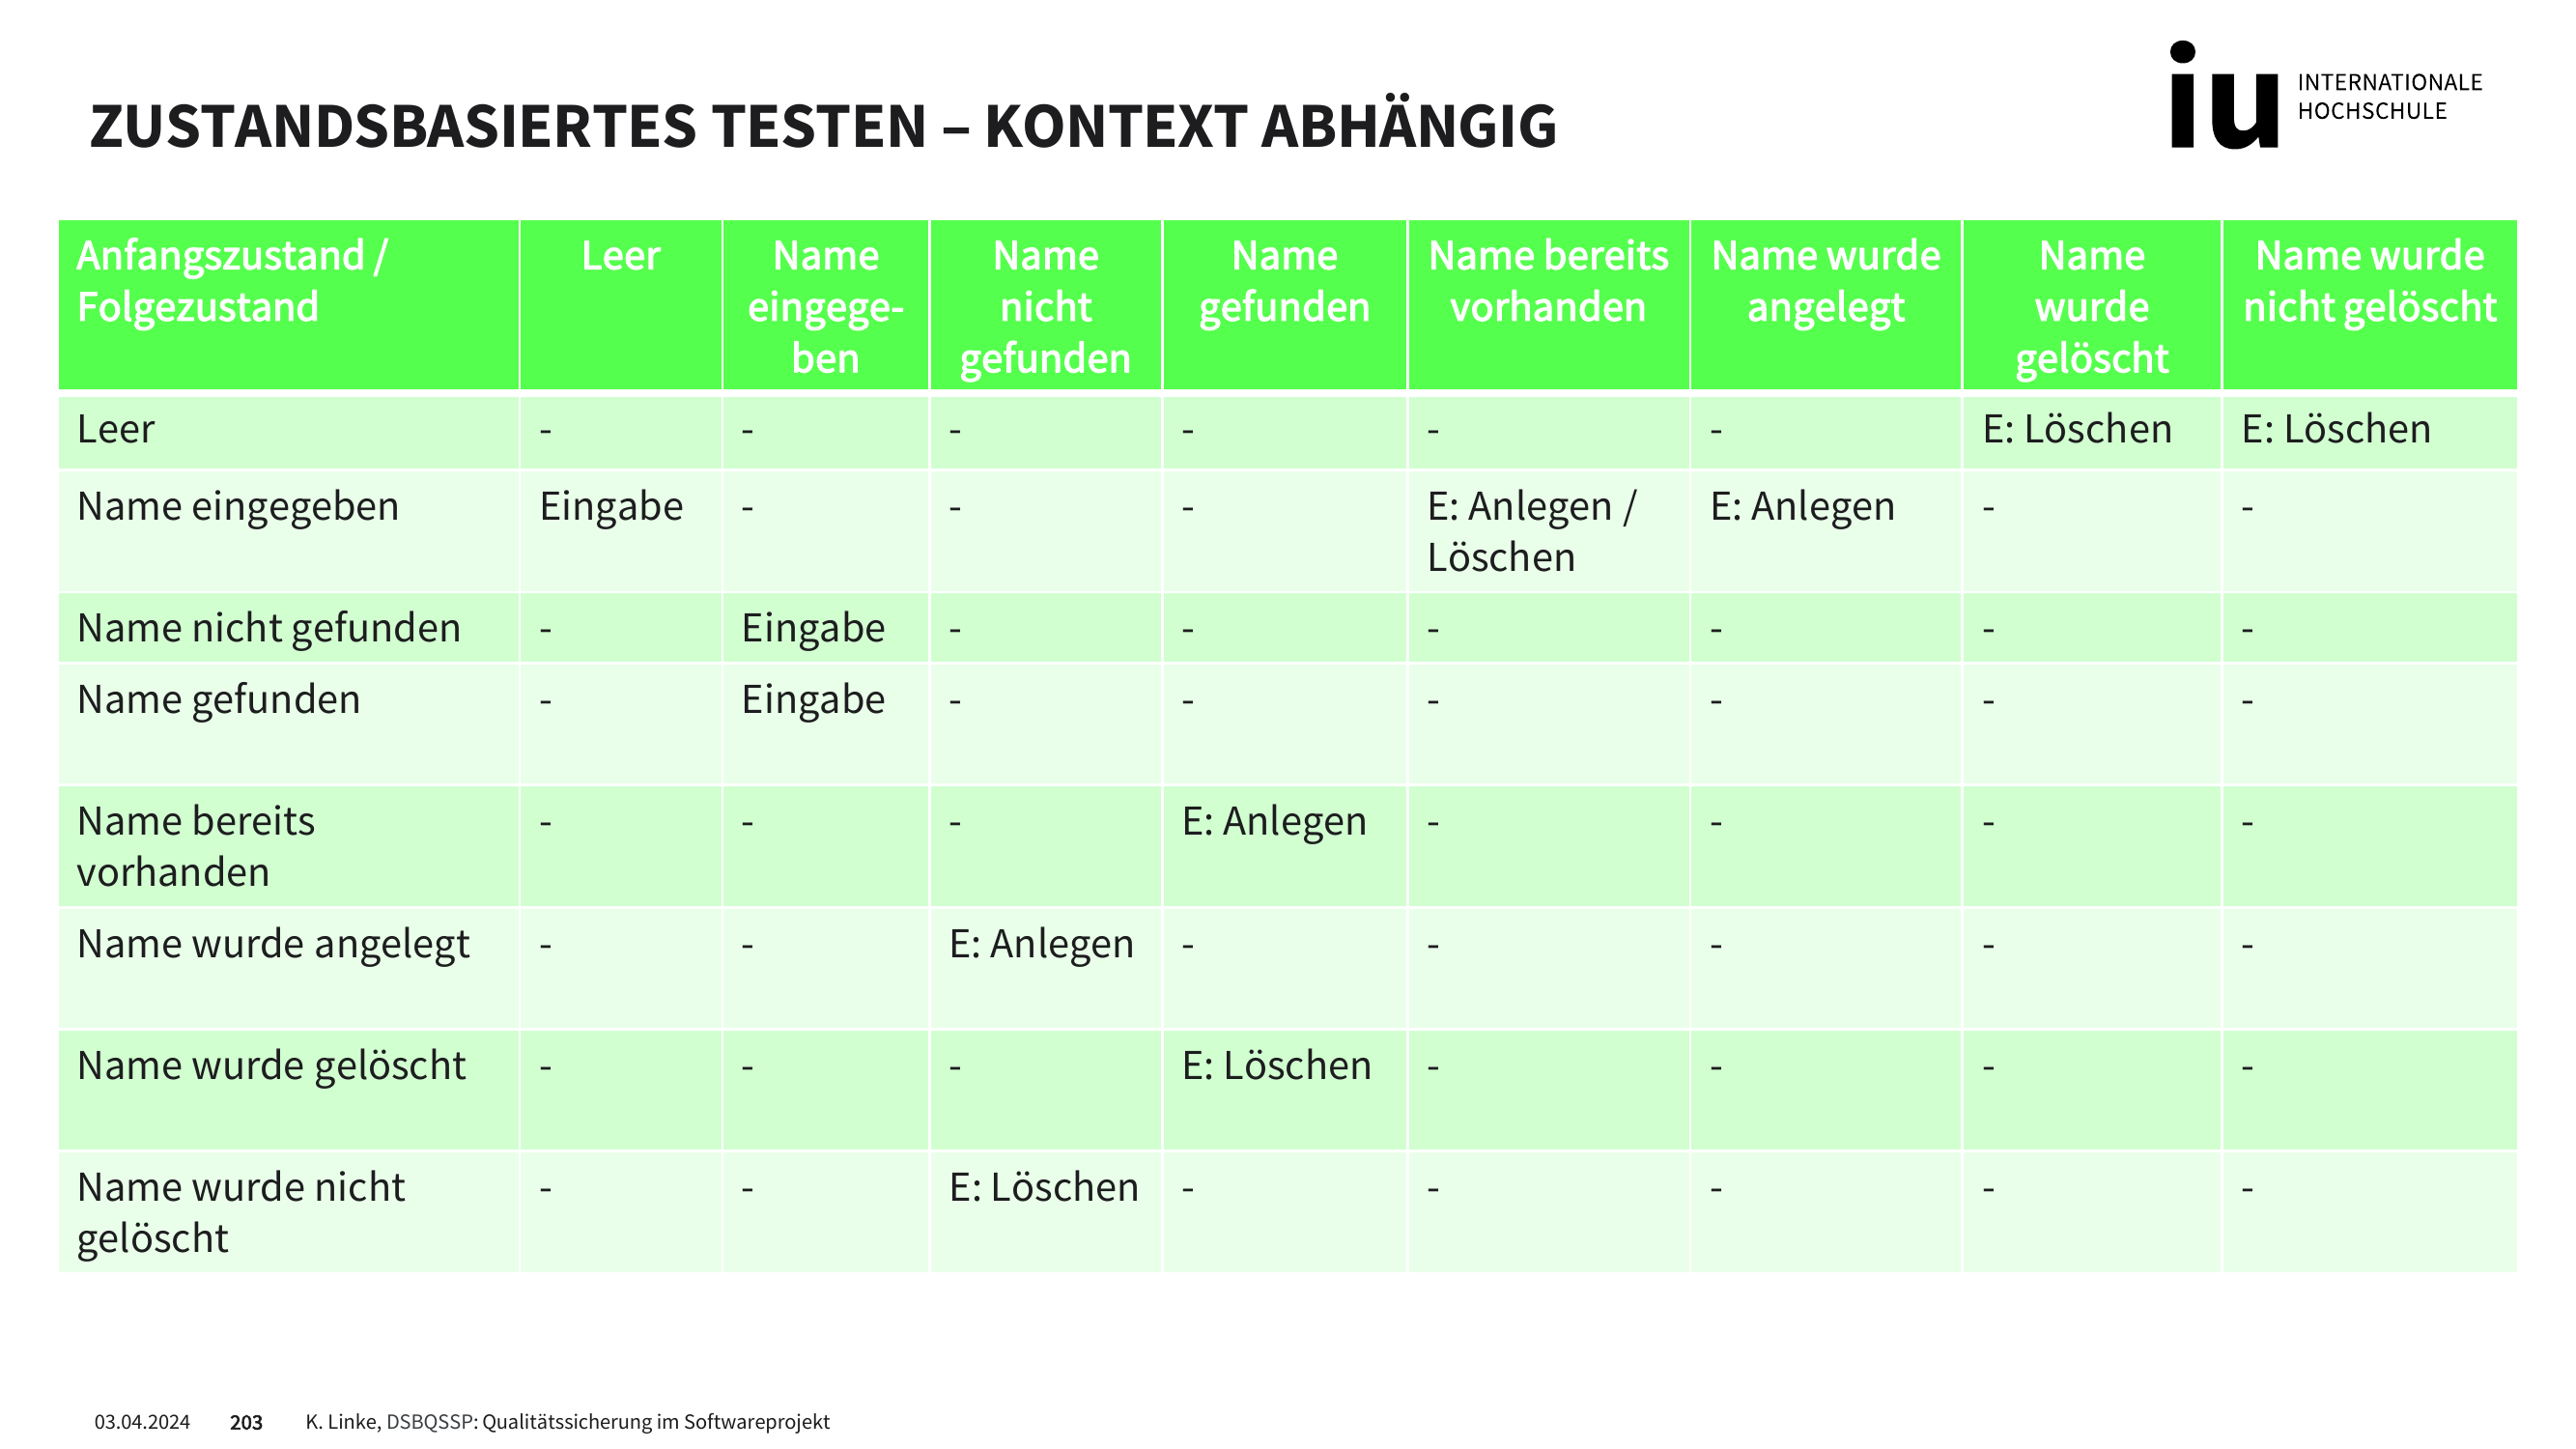 ZUSTANDSBASIERTES TESTEN – KONTEXT ABHÄNGIG
iu INTERNATIONALE
HOCHSCHULE
Anfangszustand /
Folgezustand
Leer
Name
eingege-
ben
Name
nicht
gefunden
Name
gefunden
Name bereits
vorhanden
Name wurde
angelegt
Name
wurde
gelöscht
Name wurde
nicht gelöscht
Leer - - - - - - E: Löschen E: Löschen
Name eingegeben Eingabe - - - E: Anlegen /
Löschen
E: Anlegen - -
Name nicht gefunden - Eingabe - - - - - -
Name gefunden - Eingabe - - - - - -
Name bereits
vorhanden
- - - E: Anlegen - - - -
Name wurde angelegt - - E: Anlegen - - - - -
Name wurde gelöscht - - - E: Löschen - - - -
Name wurde nicht
gelöscht
- - E: Löschen - - - - -
03.04.2024 203 K. Linke, DSBQSSP: Qualitätssicherung im Softwareprojekt